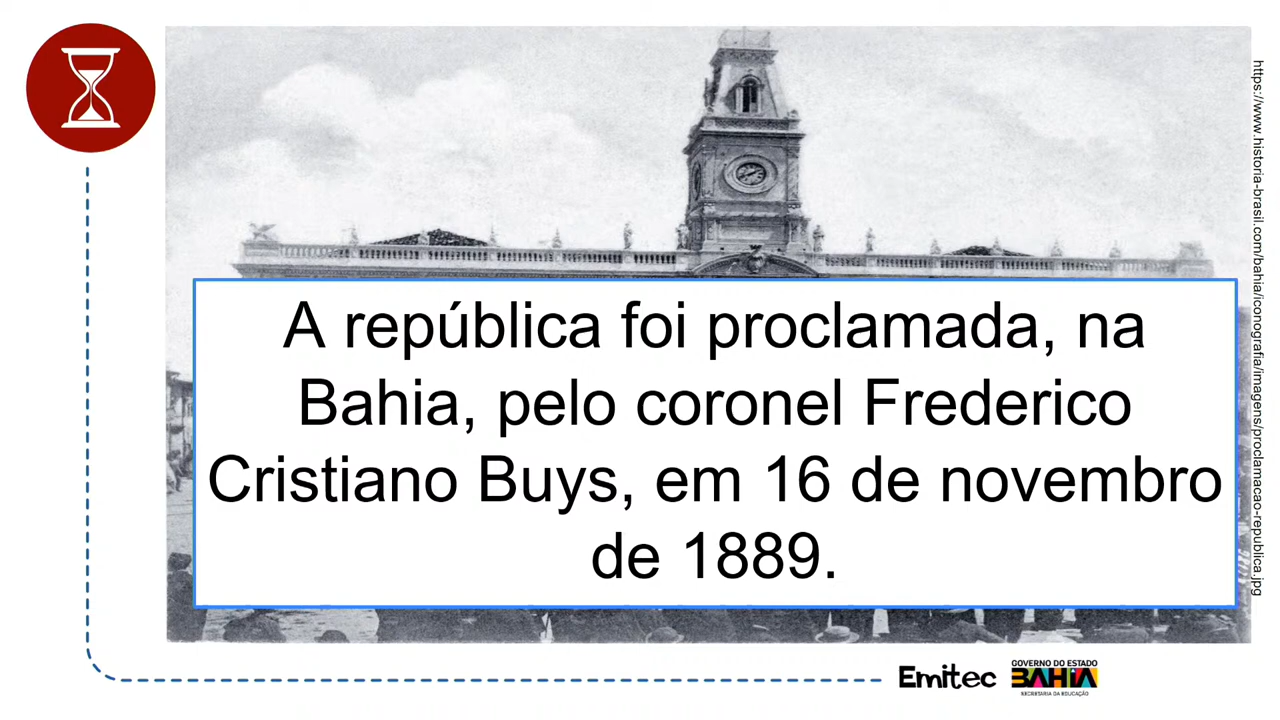 A república foi proclamada, na
Bahia, pelo coronel Frederico
Cristiano Buys, em 16 de novembro
de 1889.
https://www.historia-brasil.com/bahia/iconografia/imagens/proclamacao-republica.jpg
Emitec
GOVERNO DO ESTADO
BAHIA
SECRETARIA DA EDUCAÇÃO